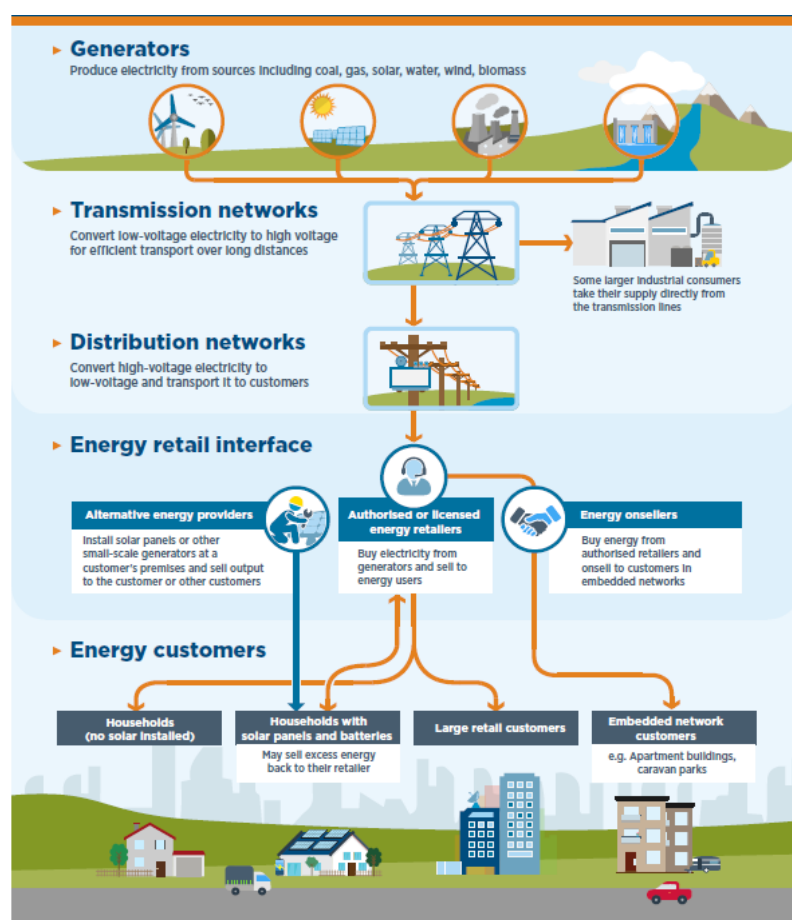 Generators
Produce electricity from sources including coal, gas, solar, water, wind, biomass
Transmission networks
Convert low-voltage electricity to high voltage
for efficient transport over long distances
Some larger industrial consumers
take their supply directly from
the transmission lines
Distribution networks
Convert high-voltage electricity to
low-voltage and transport it to customers
Energy retail interface
Alternative energy providers
Install solar panels or other
small-scale generators at a
customer's premises and sell output
to the customer or other customers
Authorised or licensed
energy retailers
Buy electricity from
generators and sell to
energy users
Energy onsellers
Buy energy from
authorised retailers and
onsell to customers in
embedded networks
Energy customers
Households
(no solar installed)
Households with
solar panels and batteries
May sell excess energy
back to their retailer
Large retail customers
Embedded network
customers
e.g. Apartment buildings,
caravan parks